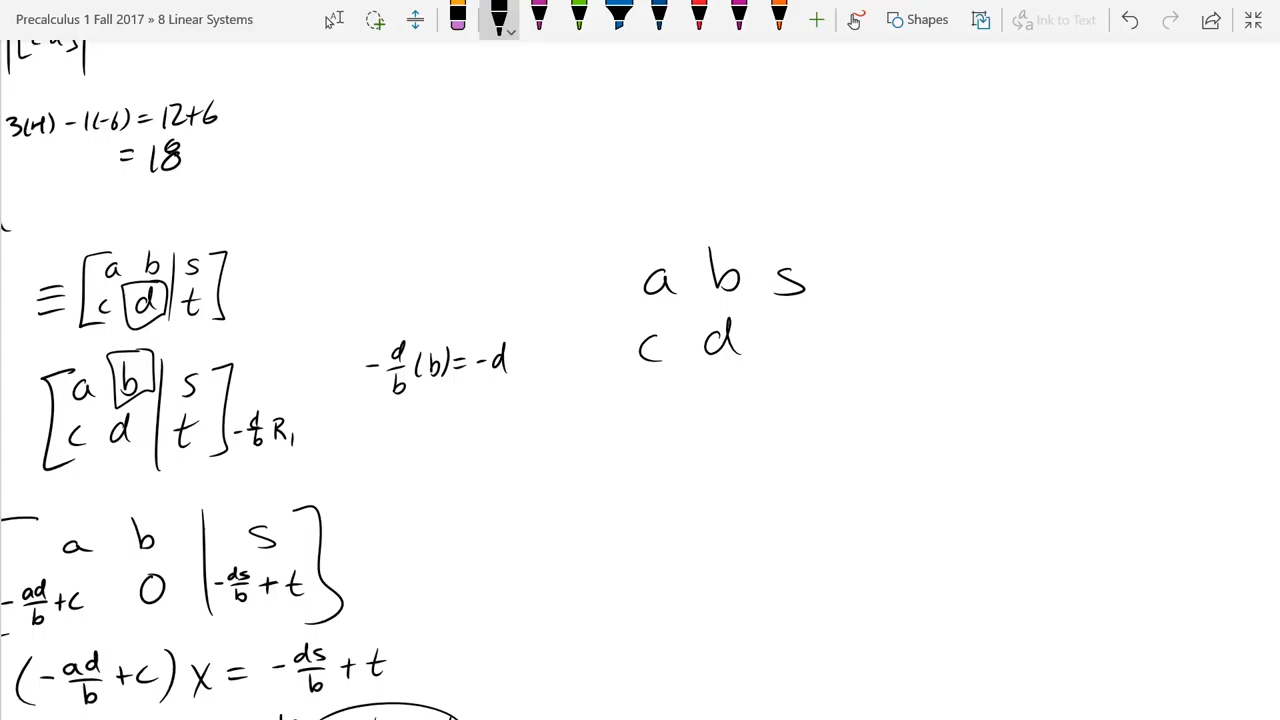 Precalculus 1 Fall 2017 » 8 Linear Systems
Shapes
Ink to Text
3(4) - 1(-6) = 12+6
= 18
≡ [a b | s
c d | t]
[a b | s
c d | t] -d/b R₁
-d/b (b) = -d
a b s
c d
a b | s
-ad/b + c 0 | -ds/b + t]
(-ad/b + c) x = -ds/b + t